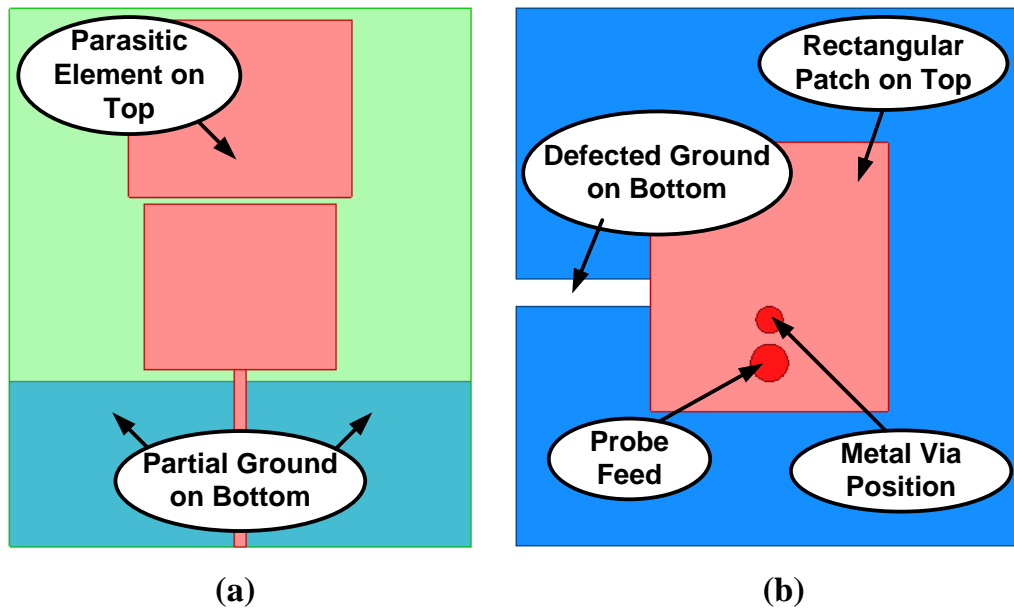 Parasitic
Element on
Top
Partial Ground
on Bottom
(a)
Rectangular
Patch on Top
Defected Ground
on Bottom
Probe
Feed
Metal Via
Position
(b)